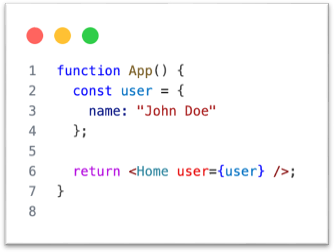 1 function App() {
2   const user = {
3     name: "John Doe"
4   };
5
6   return <Home user={user} />;
7 }
8